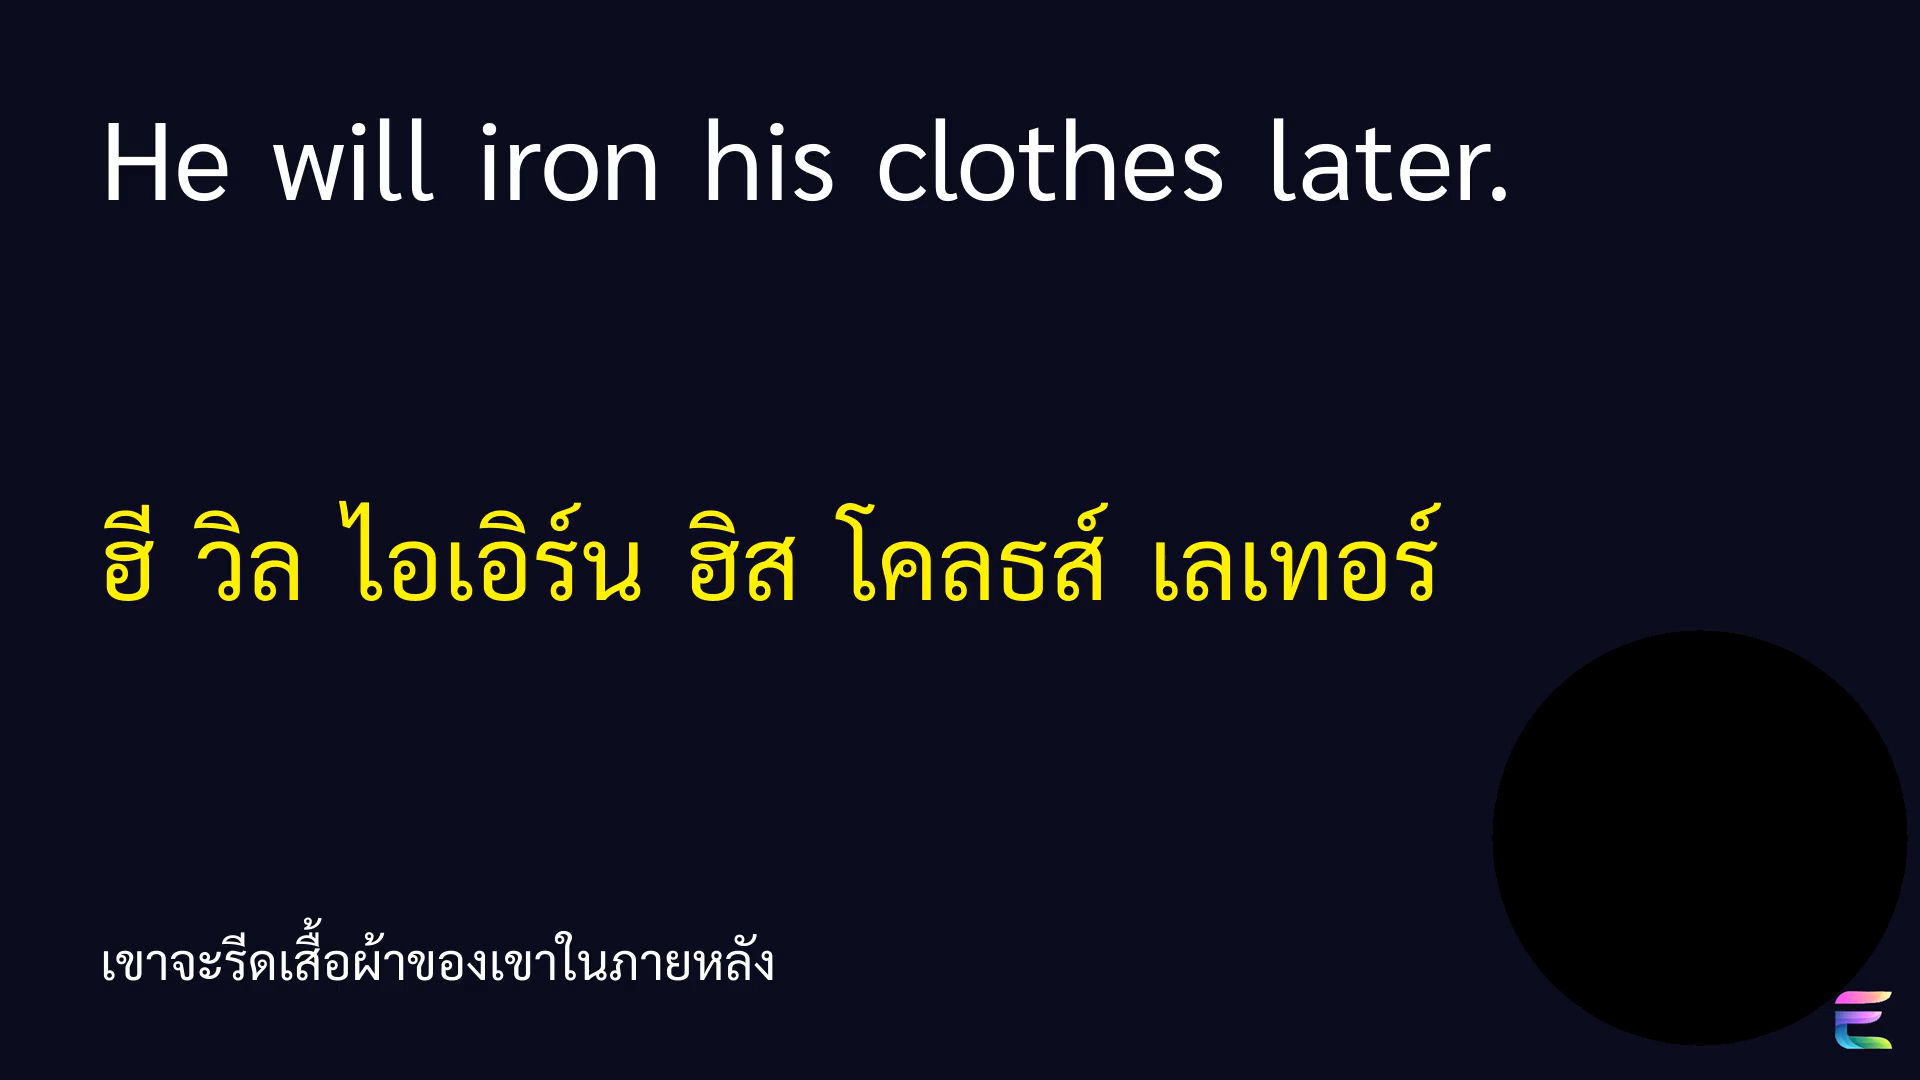 He will iron his clothes later.
ฮี วิล ไอเอิร์น ฮิส โคลธส์ เลเทอร์
เขาจะรีดเสื้อผ้าของเขาในภายหลัง